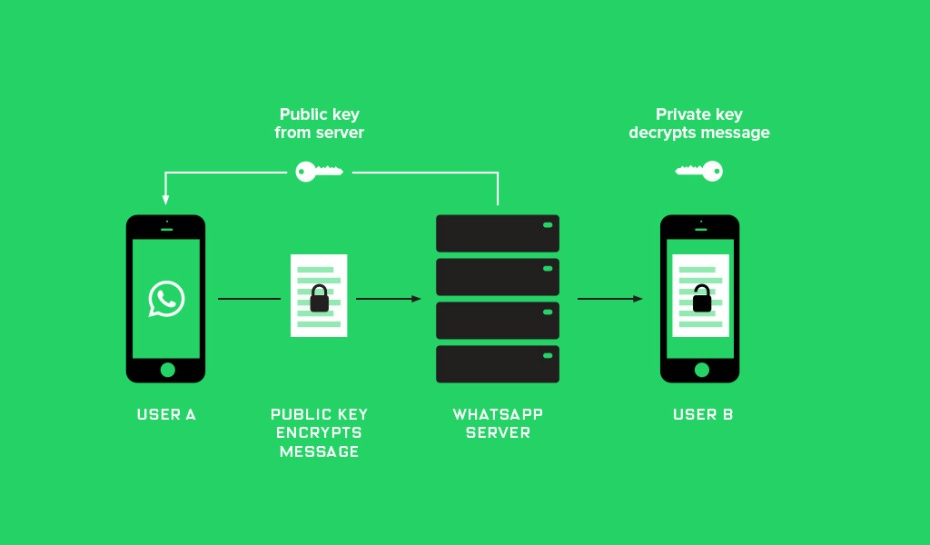 Public key
from server
Private key
decrypts message
USER A
PUBLIC KEY
ENCRYPTS
MESSAGE
WHATSAPP
SERVER
USER B